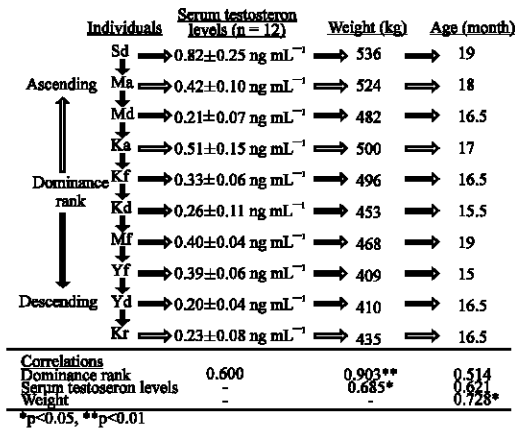 Individuals Serum testosteron levels (n = 12) Weight (kg) Age (month)
Sd 0.82±0.25 ng mL⁻¹ 536 19
Ascending Ma 0.42±0.10 ng mL⁻¹ 524 18
Md 0.21±0.07 ng mL⁻¹ 482 16.5
Ka 0.51±0.15 ng mL⁻¹ 500 17
Kf 0.33±0.06 ng mL⁻¹ 496 16.5
Dominance rank
Kd 0.26±0.11 ng mL⁻¹ 453 15.5
Mf 0.40±0.04 ng mL⁻¹ 468 19
Yf 0.39±0.06 ng mL⁻¹ 409 15
Descending Yd 0.20±0.04 ng mL⁻¹ 410 16.5
Kr 0.23±0.08 ng mL⁻¹ 435 16.5
Correlations
Dominance rank 0.600 0.903** 0.514
Serum testoseron levels - 0.685* 0.621
Weight - - 0.728*
*p<0.05, **p<0.01